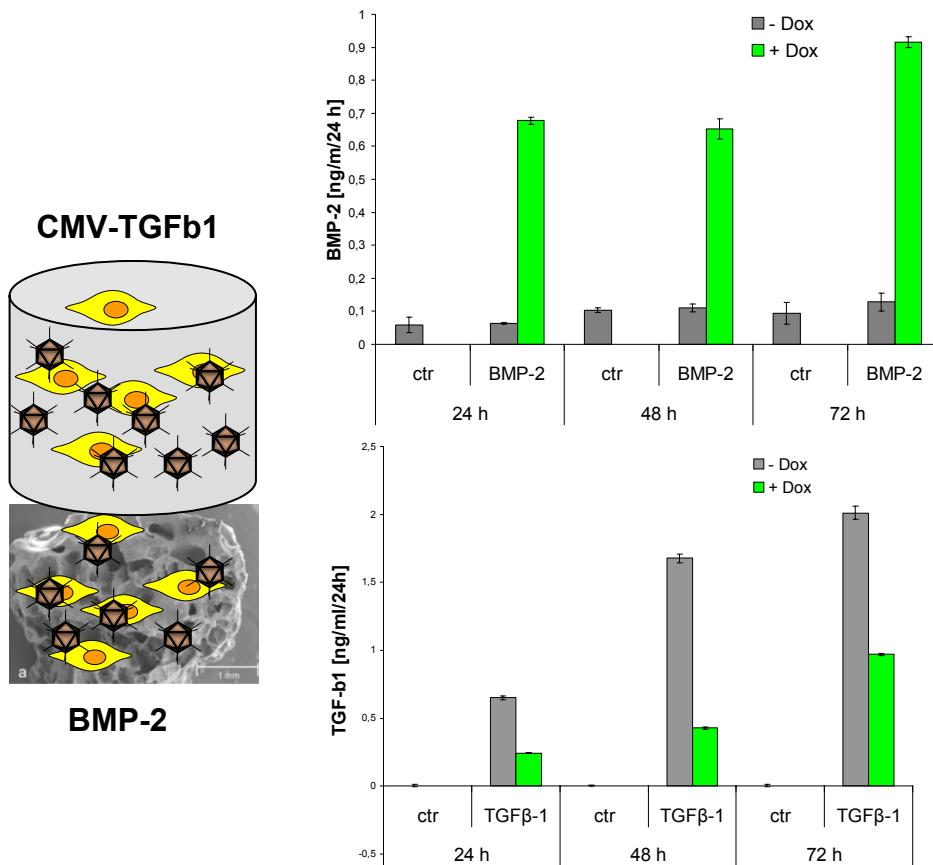 CMV-TGFb1
a
1 mm
BMP-2
BMP-2 [ng/m/24 h]
1
0,9
0,8
0,7
0,6
0,5
0,4
0,3
0,2
0,1
0
- Dox
+ Dox
ctr BMP-2 ctr BMP-2 ctr BMP-2
24 h 48 h 72 h
TGF-b1 [ng/ml/24h]
2,5
2
1,5
1
0,5
0
-0,5
- Dox
+ Dox
ctr TGFβ-1 ctr TGFβ-1 ctr TGFβ-1
24 h 48 h 72 h